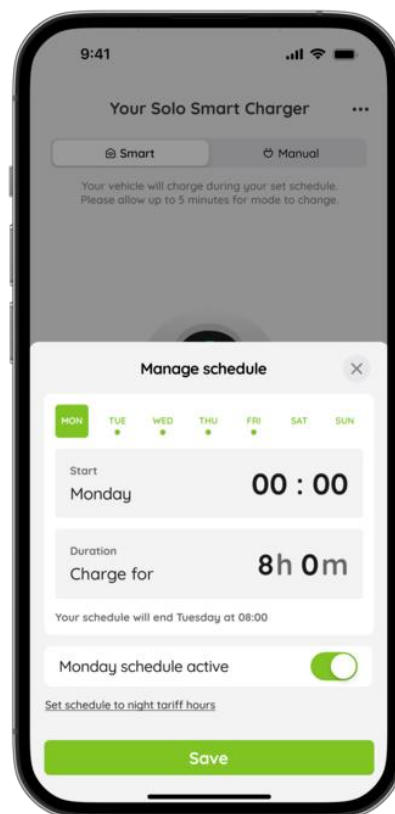 9:41
Your Solo Smart Charger
Smart
Manual
Your vehicle will charge during your set schedule.
Please allow up to 5 minutes for mode to change.
Manage schedule
MON TUE WED THU FRI SAT SUN
Start
Monday
00 : 00
Duration
Charge for
8h 0m
Your schedule will end Tuesday at 08:00
Monday schedule active
Set schedule to night tariff hours
Save